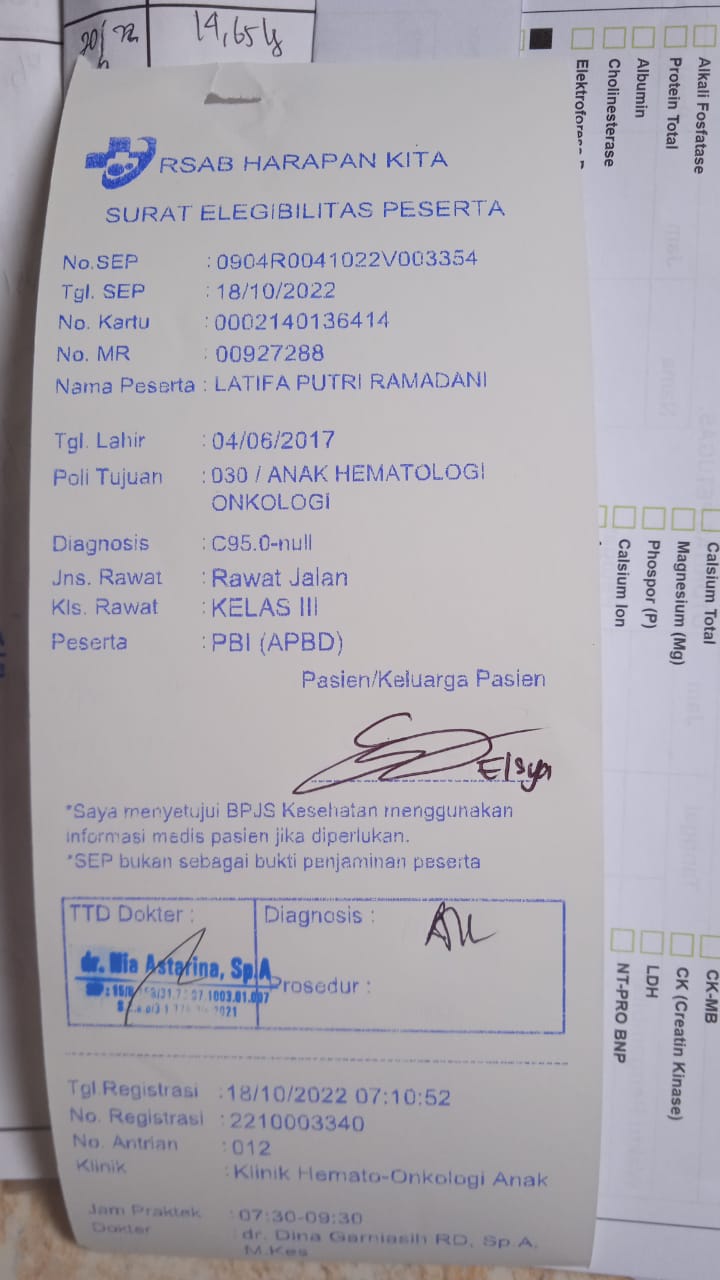 14,65 kg
RSAB HARAPAN KITA
SURAT ELEGIBILITAS PESERTA
No.SEP : 0904R0041022V003354
Tgl. SEP : 18/10/2022
No. Kartu : 0002140136414
No. MR : 00927288
Nama Peserta : LATIFA PUTRI RAMADANI
Tgl. Lahir : 04/06/2017
Poli Tujuan : 030 / ANAK HEMATOLOGI
ONKOLOGI
Diagnosis : C95.0-null
Jns. Rawat : Rawat Jalan
Kls. Rawat : KELAS III
Peserta : PBI (APBD)
Pasien/Keluarga Pasien
Elsya
*Saya menyetujui BPJS Kesehatan menggunakan
informasi medis pasien jika diperlukan.
*SEP bukan sebagai bukti penjaminan peserta
TTD Dokter :
Diagnosis :
dr. Mia Astarina, Sp.A
Prosedur :
Tgl.Registrasi : 18/10/2022 07:10:52
No. Registrasi : 2210003340
No. Antrian : 012
Klinik : Klinik Hemato-Onkologi Anak
Jam Praktek : 07:30-09:30
Dokter : dr. Dina Garniasih RD, Sp.A,
M.Kes
Alkali Fosfatase
Protein Total
Albumin
Cholinesterase
Calsium Total
Magnesium (Mg)
Phospor (P)
Calsium Ion
CK-MB
CK (Creatin Kinase)
LDH
NT-PRO BNP